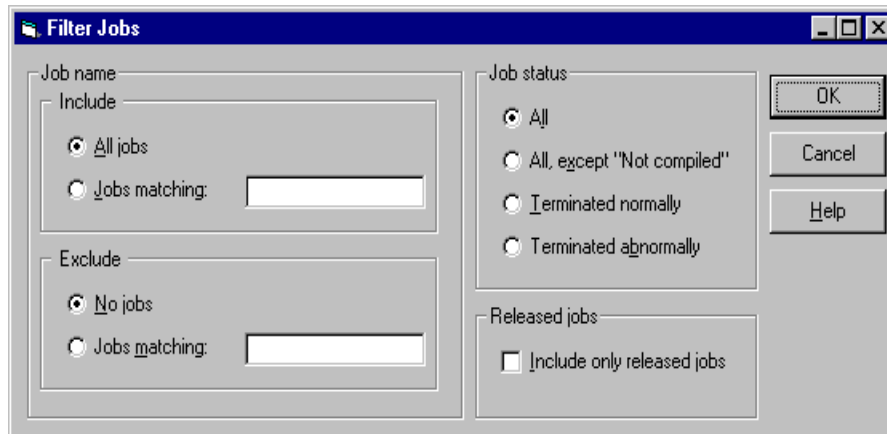 Filter Jobs
Job name
Include
All jobs
Jobs matching:
Exclude
No jobs
Jobs matching:
Job status
All
All, except "Not compiled"
Terminated normally
Terminated abnormally
Released jobs
Include only released jobs
OK
Cancel
Help